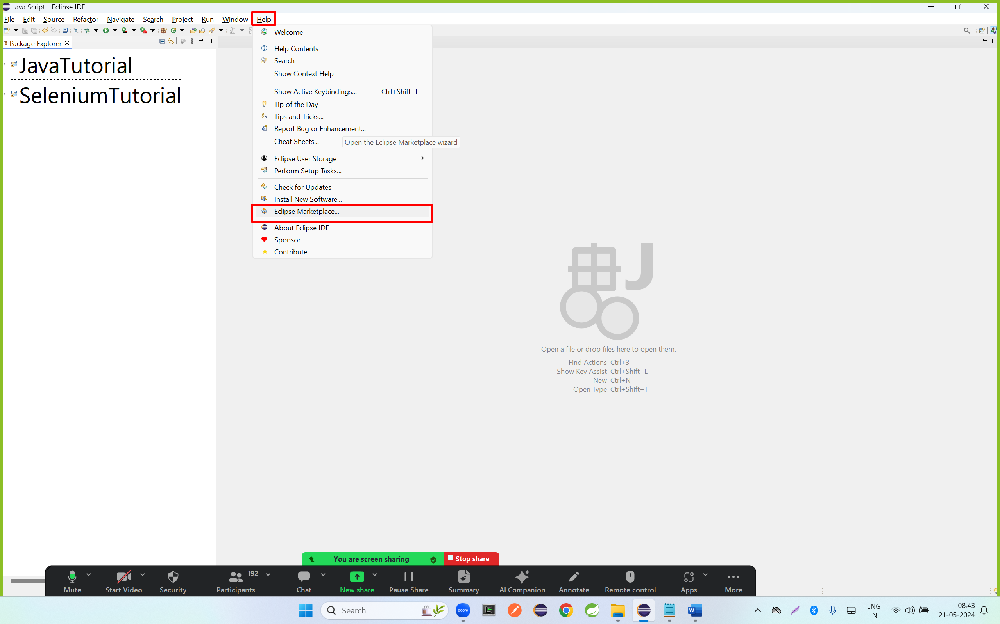 Java Script - Eclipse IDE
File Edit Source Refactor Navigate Search Project Run Window Help
Package Explorer
JavaTutorial
SeleniumTutorial
Welcome
Help Contents
Search
Show Context Help
Show Active Keybindings... Ctrl+Shift+L
Tip of the Day
Tips and Tricks...
Report Bug or Enhancement...
Cheat Sheets...
Open the Eclipse Marketplace wizard
Eclipse User Storage
Perform Setup Tasks...
Check for Updates
Install New Software...
Eclipse Marketplace...
About Eclipse IDE
Sponsor
Contribute
J
Open a file or drop files here to open them.
Find Actions Ctrl+3
Show Key Assist Ctrl+Shift+L
New Ctrl+N
Open Type Ctrl+Shift+T
You are screen sharing Stop share
192
Mute Start Video Security Participants Chat New share Pause Share Summary AI Companion Annotate Remote control Apps More
Search
zoom
W
ENG
IN
08:43
21-05-2024